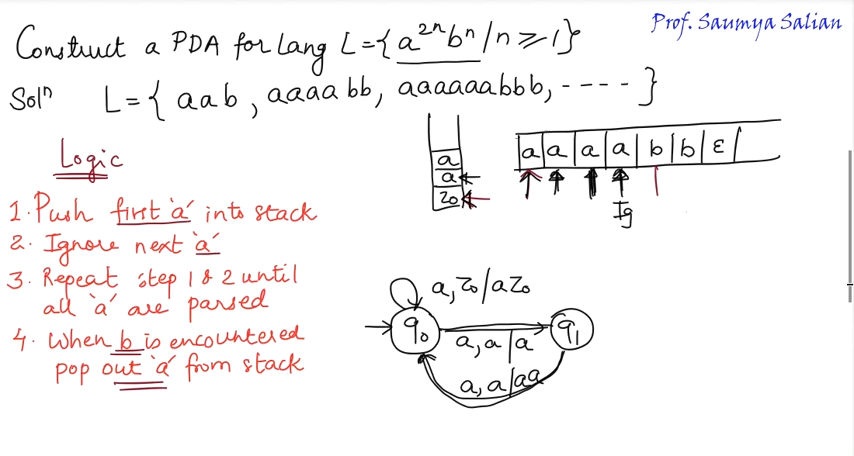 Prof. Saumya Salian
Construct a PDA for Lang L={a²ⁿbⁿ/n≥1}
Solⁿ L={aab, aaaabb, aaaaaabbb, ----}
a
a
Z₀
a a a a b b ε
Ig
Logic
1. Push first 'a' into stack
2. Ignore next 'a'
3. Repeat step 1 & 2 until
all 'a' are parsed
4. When b is encountered
pop out 'a' from stack
a, Z₀/aZ₀
q₀
q₁
a, a/a
a, a/aa